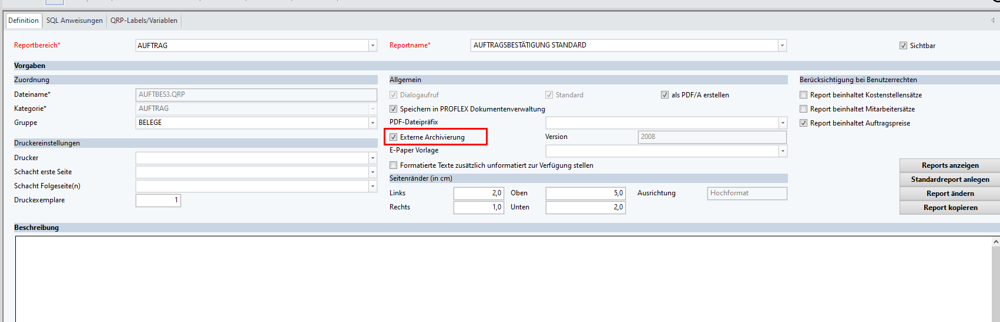 Definition SQL Anweisungen QRP-Labels/Variablen
Reportbereich* AUFTRAG Reportname* AUFTRAGSBESTÄTIGUNG STANDARD Sichtbar
Vorgaben
Zuordnung Allgemein Berücksichtigung bei Benutzerrechten
Dateiname* AUFTBES3.QRP Dialogaufruf Standard als PDF/A erstellen Report beinhaltet Kostenstellensätze
Kategorie* AUFTRAG Speichern in PROFLEX Dokumentenverwaltung Report beinhaltet Mitarbeitersätze
Gruppe BELEGE PDF-Dateipräfix Report beinhaltet Auftragspreise
Externe Archivierung Version 2008
Druckereinstellungen E-Paper Vorlage
Drucker Formatierte Texte zusätzlich unformatiert zur Verfügung stellen Reports anzeigen
Schacht erste Seite Seitenränder (in cm) Standardreport anlegen
Schacht Folgeseite(n) Links 2,0 Oben 5,0 Ausrichtung Hochformat Report ändern
Druckexemplare 1 Rechts 1,0 Unten 2,0 Report kopieren
Beschreibung